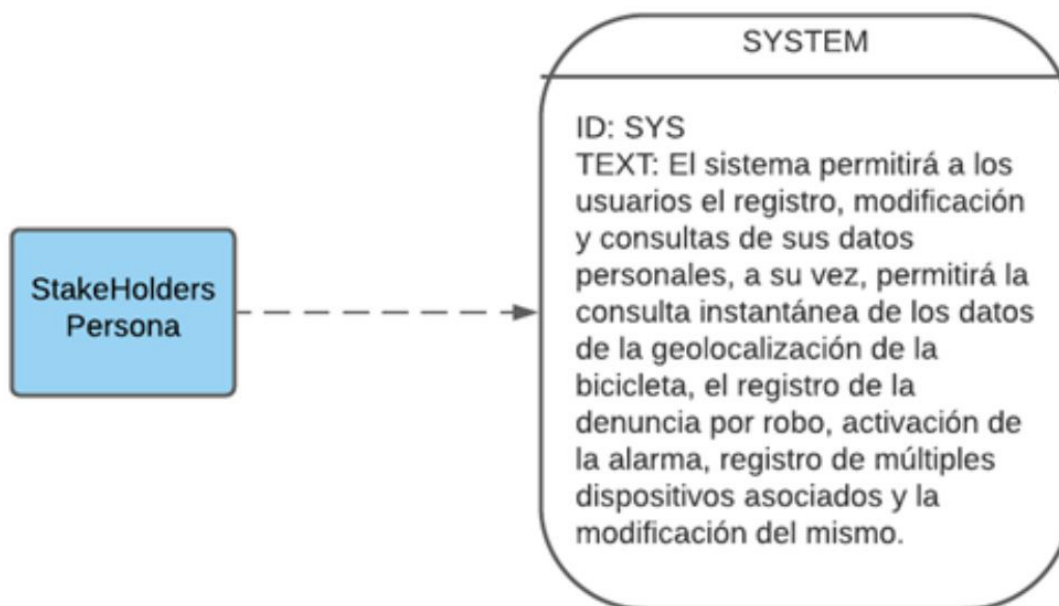 SYSTEM
ID: SYS
TEXT: El sistema permitirá a los
usuarios el registro, modificación
y consultas de sus datos
personales, a su vez, permitirá la
consulta instantánea de los datos
de la geolocalización de la
bicicleta, el registro de la
denuncia por robo, activación de
la alarma, registro de múltiples
dispositivos asociados y la
modificación del mismo.
StakeHolders
Persona